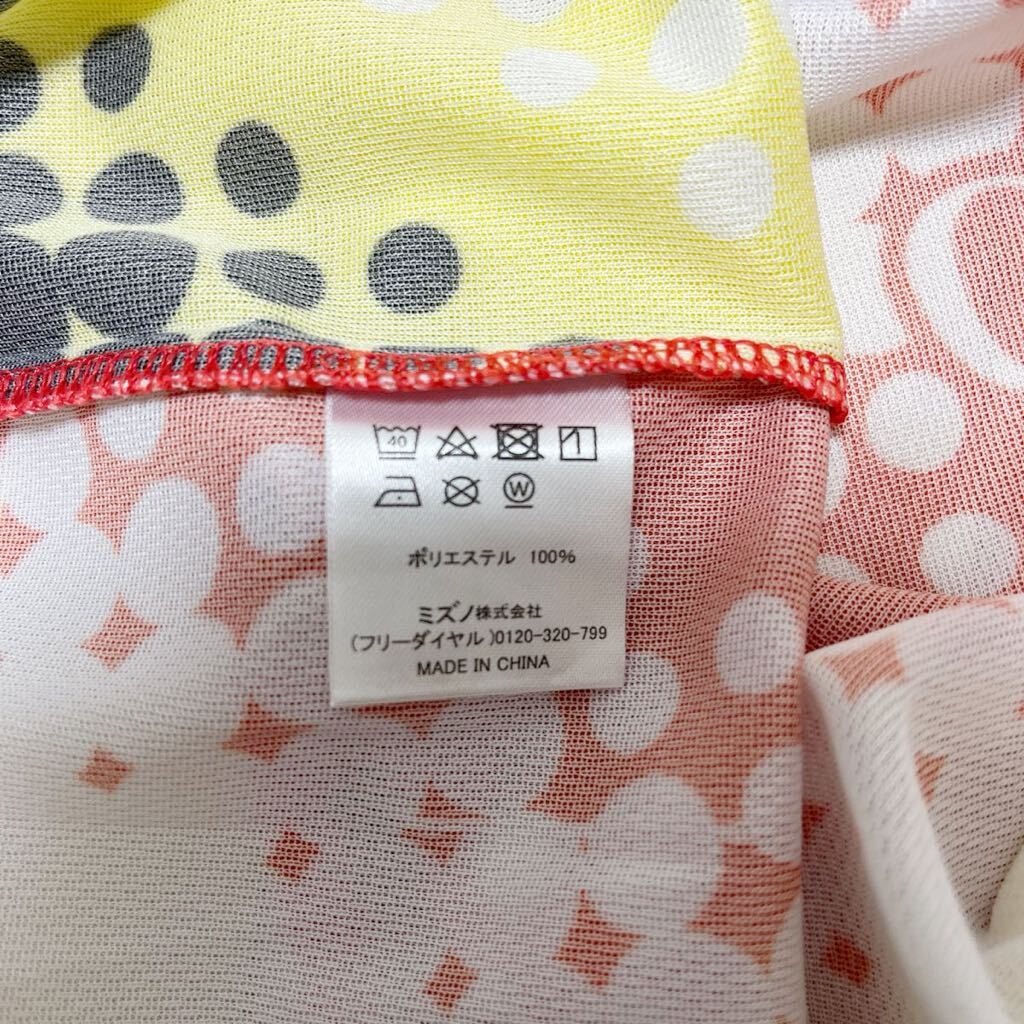 40
W
ポリエステル 100%
ミズノ株式会社
(フリーダイヤル)0120-320-799
MADE IN CHINA